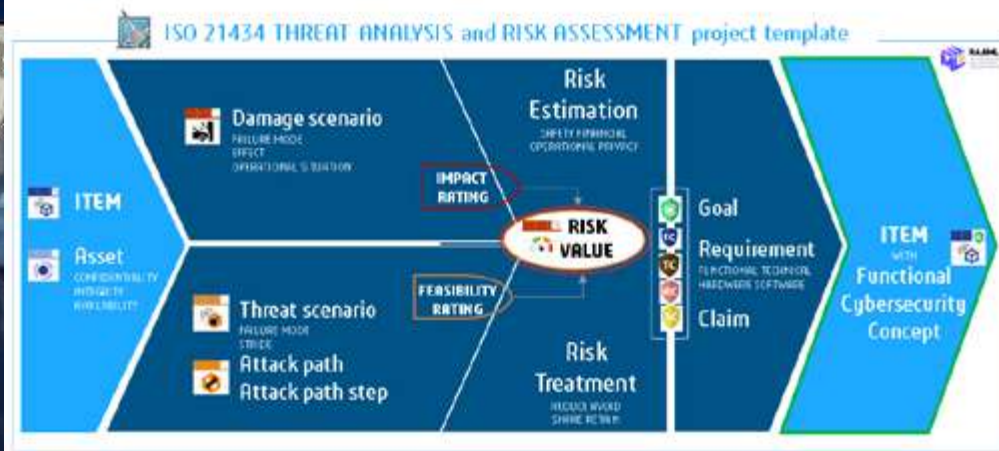 ISO 21434 THREAT ANALYSIS and RISK ASSESSMENT project template
ITEM
Asset
CONFIDENTIALITY
INTEGRITY
AVAILABILITY
Damage scenario
FAILURE MODE
EFFECT
OPERATIONAL SITUATION
Threat scenario
FAILURE MODE
STRIDE
Attack path
Attack path step
IMPACT
RATING
FEASIBILITY
RATING
Risk
Estimation
SAFETY FINANCIAL
OPERATIONAL PRIVACY
RISK
VALUE
Risk
Treatment
REDUCE AVOID
SHARE RETAIN
TC
TC
Goal
Requirement
FUNCTIONAL TECHNICAL
HARDWARE SOFTWARE
Claim
ITEM
WITH
Functional
Cybersecurity
Concept